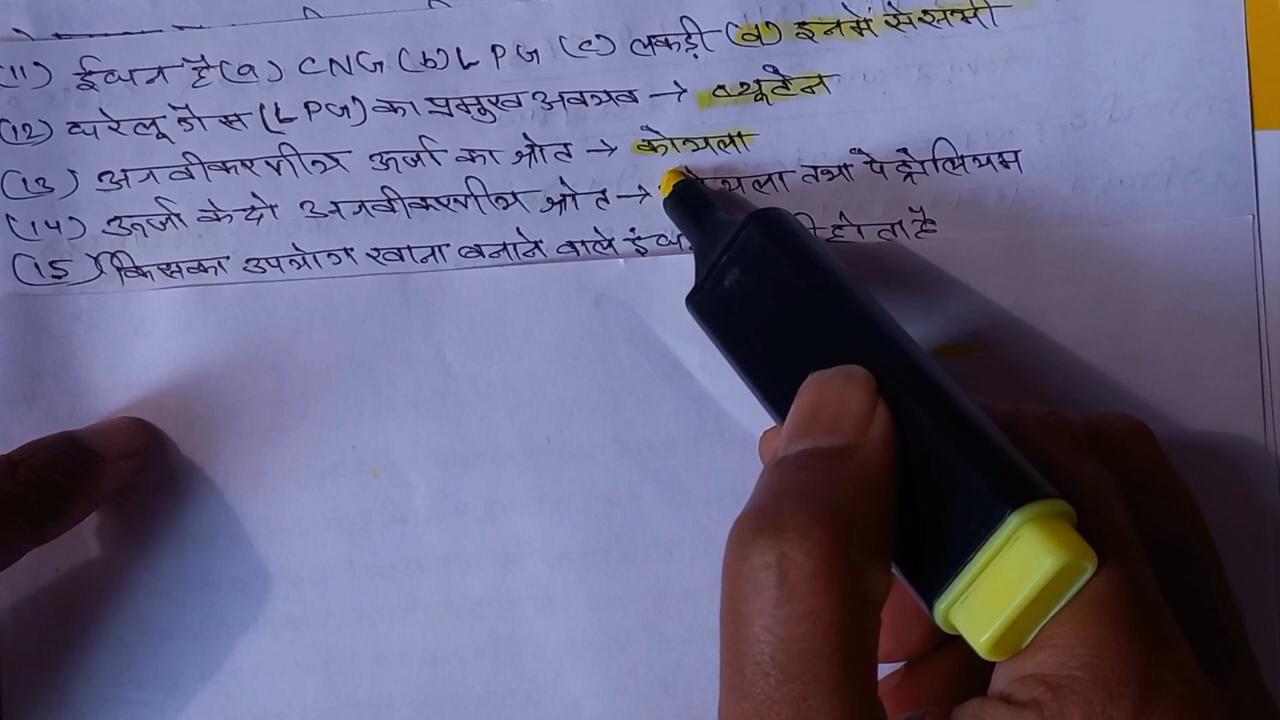 (11) ईंधन है (a) CNG (b) LPG (c) लकड़ी (d) इनमें से सभी
(12) घरेलू गैस (LPG) का प्रमुख अवयव → ब्यूटेन
(13) अनवीकरणीय ऊर्जा का श्रोत → कोयला
(14) ऊर्जा के दो अनवीकरणीय श्रोत → तथा पेट्रोलियम
(15) किसका उपयोग खाना बनाने वाले होता है